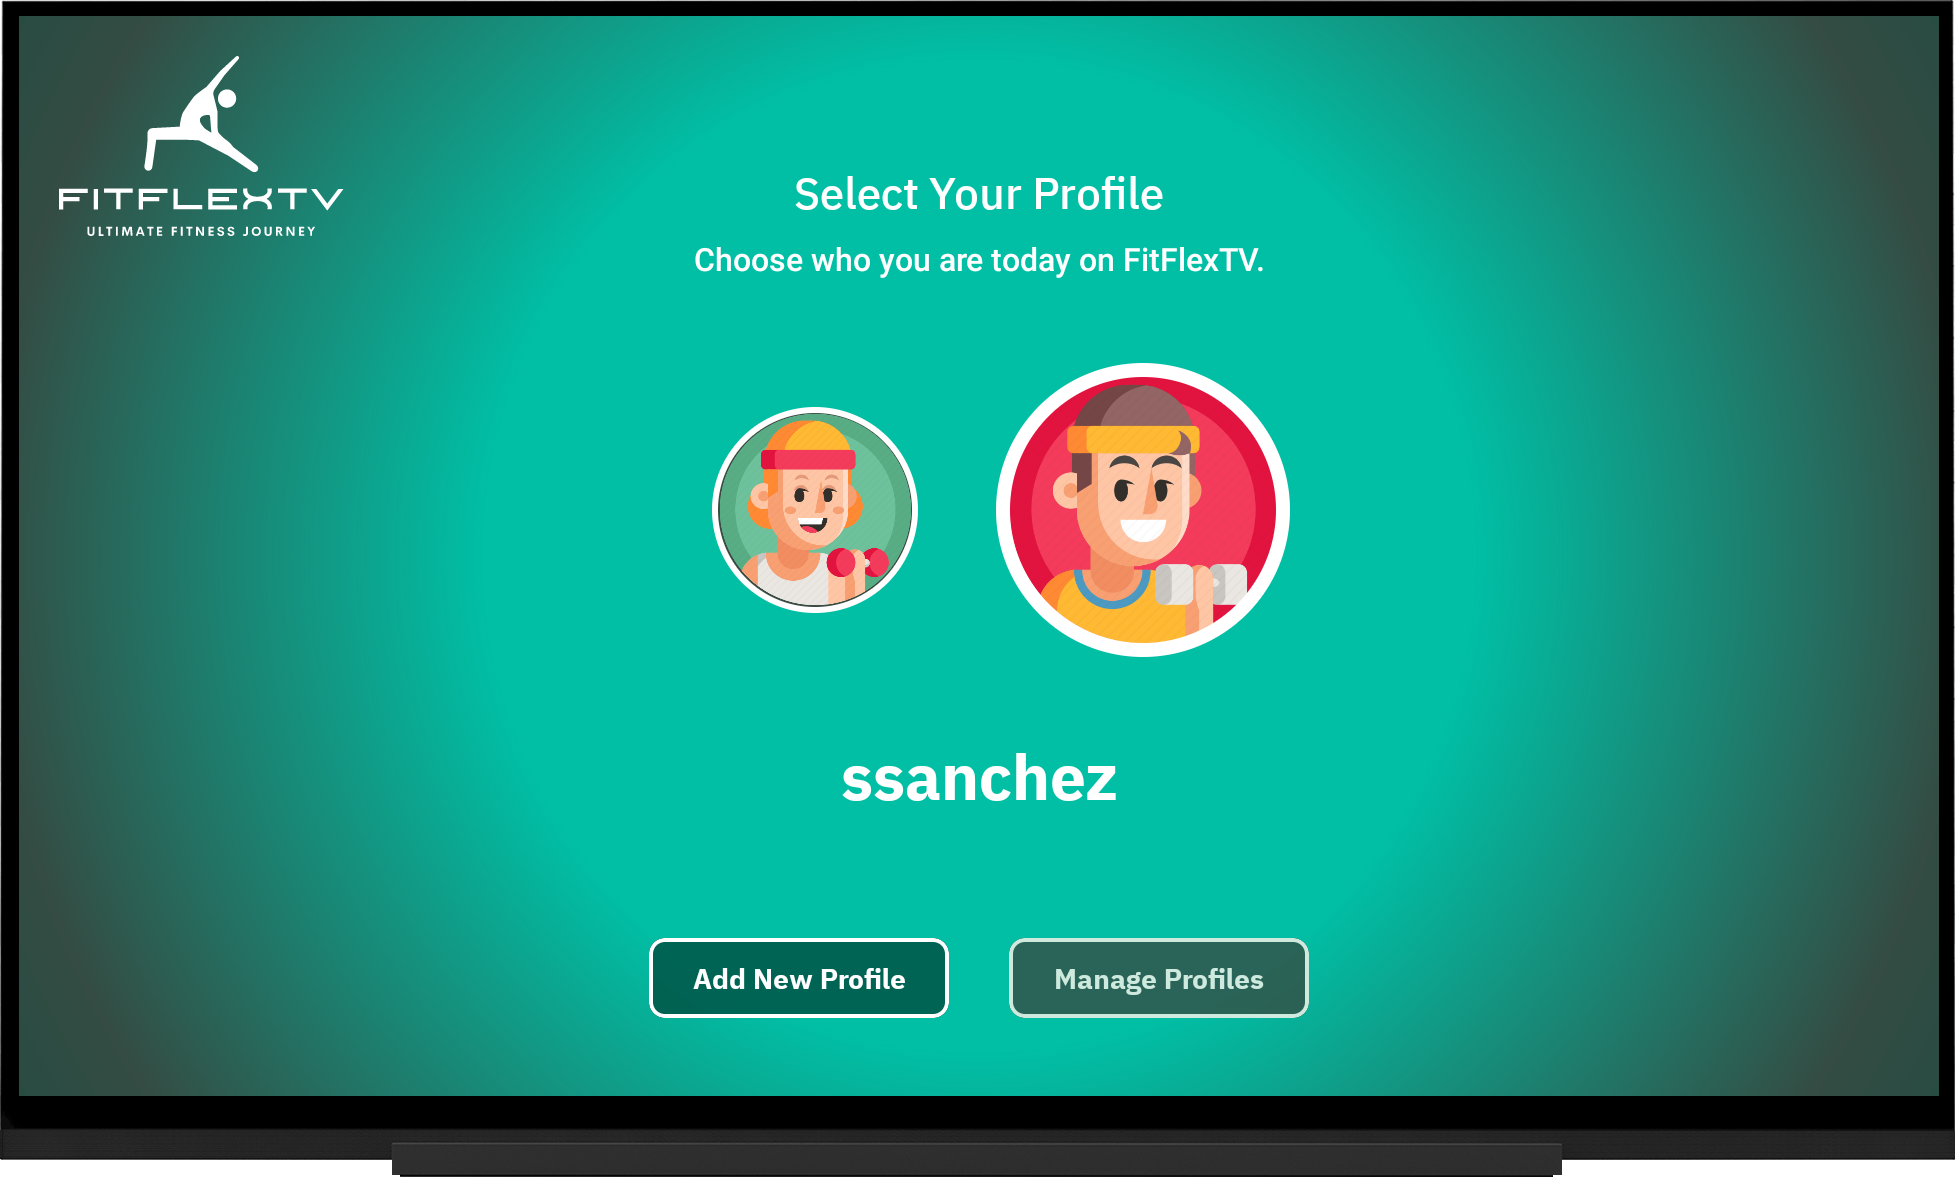 FITFLEXTV
ULTIMATE FITNESS JOURNEY
Select Your Profile
Choose who you are today on FitFlexTV.
ssanchez
Add New Profile
Manage Profiles